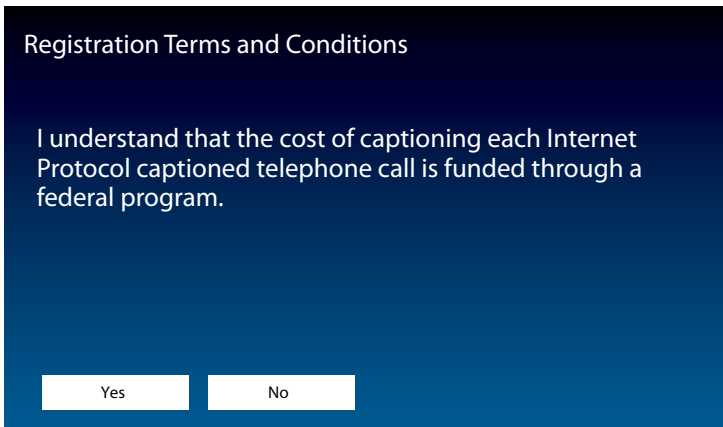 Registration Terms and Conditions
I understand that the cost of captioning each Internet
Protocol captioned telephone call is funded through a
federal program.
Yes No